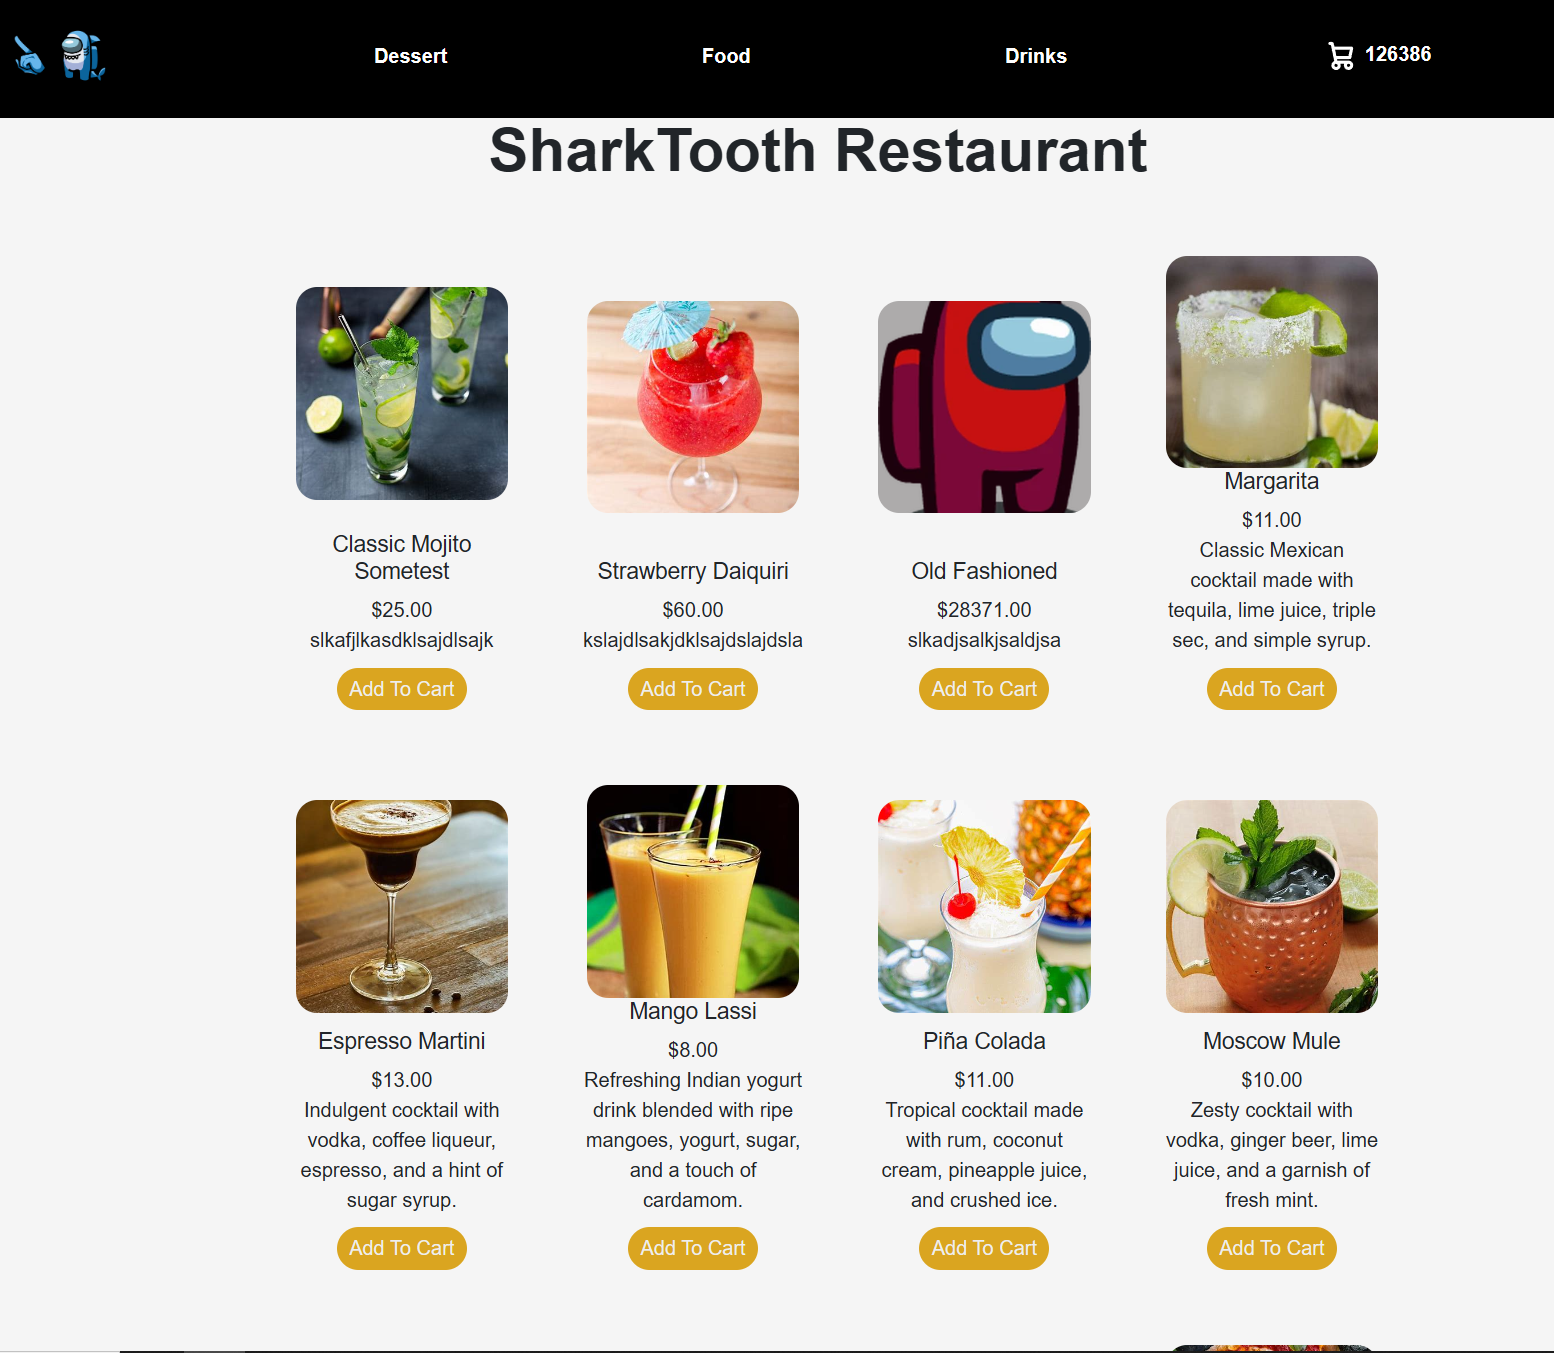 Dessert
Food
Drinks
126386
SharkTooth Restaurant
Classic Mojito
Sometest
$25.00
slkafjlkasdklsajdlsajk
Add To Cart
Strawberry Daiquiri
$60.00
kslajdlsakjdklsajdslajdsla
Add To Cart
Old Fashioned
$28371.00
slkadjsalkjsaldjsa
Add To Cart
Margarita
$11.00
Classic Mexican
cocktail made with
tequila, lime juice, triple
sec, and simple syrup.
Add To Cart
Espresso Martini
$13.00
Indulgent cocktail with
vodka, coffee liqueur,
espresso, and a hint of
sugar syrup.
Add To Cart
Mango Lassi
$8.00
Refreshing Indian yogurt
drink blended with ripe
mangoes, yogurt, sugar,
and a touch of
cardamom.
Add To Cart
Piña Colada
$11.00
Tropical cocktail made
with rum, coconut
cream, pineapple juice,
and crushed ice.
Add To Cart
Moscow Mule
$10.00
Zesty cocktail with
vodka, ginger beer, lime
juice, and a garnish of
fresh mint.
Add To Cart